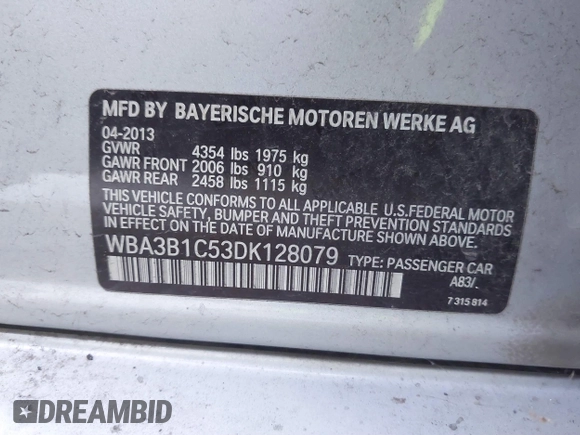 MFD BY BAYERISCHE MOTOREN WERKE AG
04-2013
GVWR 4354 lbs 1975 kg
GAWR FRONT 2006 lbs 910 kg
GAWR REAR 2458 lbs 1115 kg
THIS VEHICLE CONFORMS TO ALL APPLICABLE U.S.FEDERAL MOTOR
VEHICLE SAFETY, BUMPER AND THEFT PREVENTION STANDARDS
IN EFFECT ON THE DATE OF MANUFACTURE SHOWN ABOVE.
WBA3B1C53DK128079 TYPE: PASSENGER CAR
A83/.
7 315 814
DREAMBID